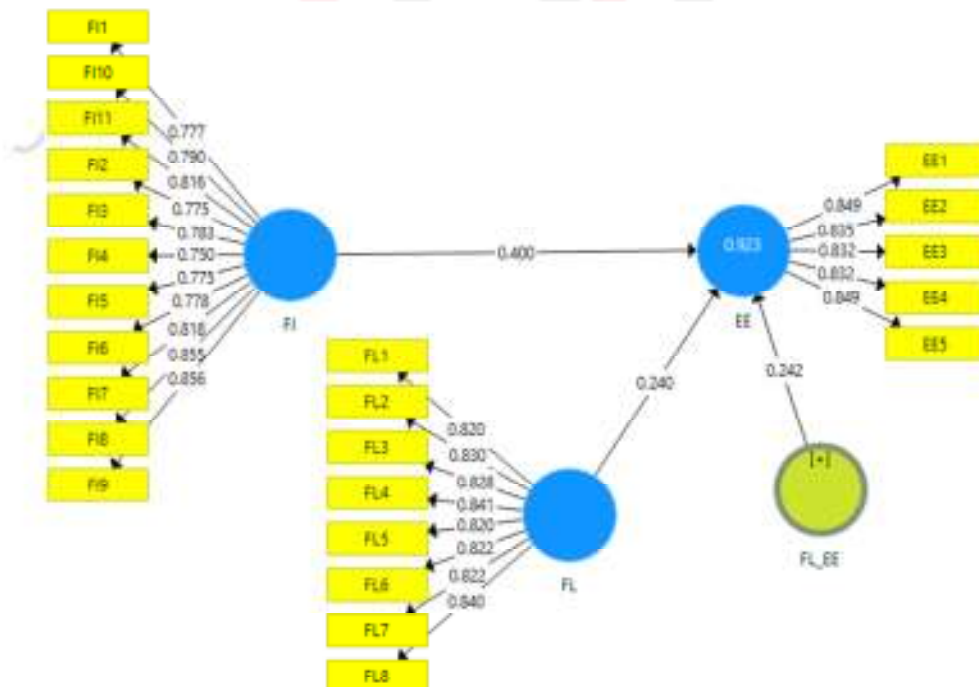 FI1
FI10
FI11
FI2
FI3
FI4
FI5
FI6
FI7
FI8
FI9
0.777
0.790
0.816
0.775
0.783
0.750
0.775
0.778
0.818
0.855
0.856
FI
0.400
0.923
EE
0.849
0.835
0.832
0.832
0.849
EE1
EE2
EE3
EE4
EE5
FL1
FL2
FL3
FL4
FL5
FL6
FL7
FL8
0.820
0.830
0.828
0.841
0.820
0.822
0.822
0.840
FL
0.240
0.242
[+]
FL_EE